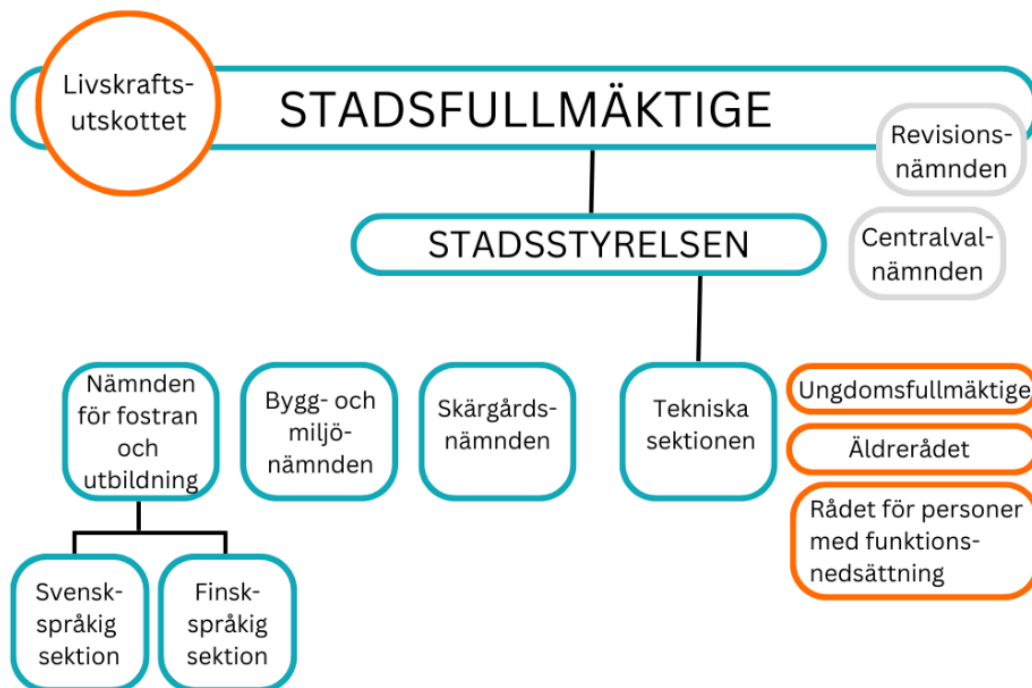 Livskrafts-
utskottet
STADSFULLMÄKTIGE
Revisions-
nämnden
STADSSTYRELSEN
Centralval-
nämnden
Nämnden
för fostran
och
utbildning
Bygg- och
miljö-
nämnden
Skärgårds-
nämnden
Tekniska
sektionen
Ungdomsfullmäktige
Äldrerådet
Rådet för personer
med funktions-
nedsättning
Svensk-
språkig
sektion
Finsk-
språkig
sektion